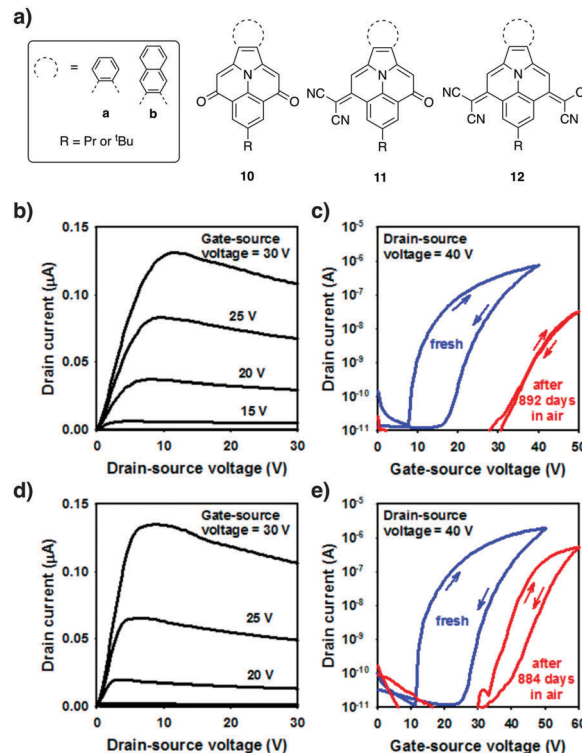 a)
=
a
b
R = Pr or ᵗBu
O
N
O
R
10
NC
CN
N
O
R
11
NC
CN
N
CN
R
12
b)
Drain current (μA)
0.15
0.10
0.05
0.00
Gate-source
voltage = 30 V
25 V
20 V
15 V
0 10 20 30
Drain-source voltage (V)
c)
Drain current (A)
10⁻⁵
10⁻⁶
10⁻⁷
10⁻⁸
10⁻⁹
10⁻¹⁰
10⁻¹¹
Drain-source
voltage = 40 V
fresh
after
892 days
in air
0 10 20 30 40 50
Gate-source voltage (V)
d)
Drain current (μA)
0.15
0.10
0.05
0.00
Gate-source
voltage = 30 V
25 V
20 V
0 10 20 30
Drain-source voltage (V)
e)
Drain current (A)
10⁻⁵
10⁻⁶
10⁻⁷
10⁻⁸
10⁻⁹
10⁻¹⁰
10⁻¹¹
Drain-source
voltage = 40 V
fresh
after
884 days
in air
0 10 20 30 40 50 60
Gate-source voltage (V)